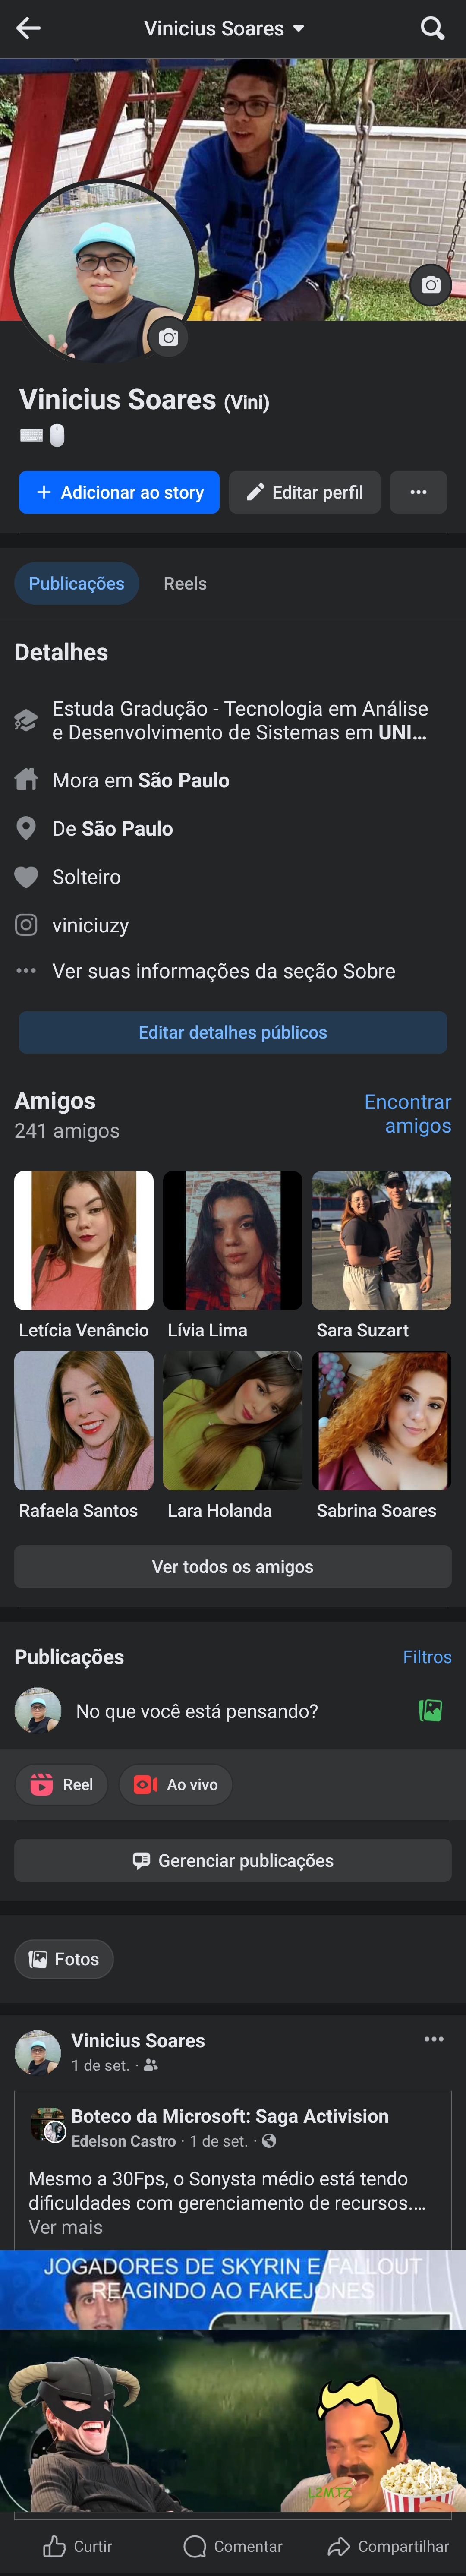 Vinicius Soares
Vinicius Soares (Vini)
Adicionar ao story
Editar perfil
Publicações
Reels
Detalhes
Estuda Gradução - Tecnologia em Análise
e Desenvolvimento de Sistemas em UNI...
Mora em São Paulo
De São Paulo
Solteiro
viniciuzy
Ver suas informações da seção Sobre
Editar detalhes públicos
Amigos
Encontrar
amigos
241 amigos
Letícia Venâncio
Lívia Lima
Sara Suzart
Rafaela Santos
Lara Holanda
Sabrina Soares
Ver todos os amigos
Publicações
Filtros
No que você está pensando?
Reel
Ao vivo
Gerenciar publicações
Fotos
Vinicius Soares
1 de set. ·
Boteco da Microsoft: Saga Activision
Edelson Castro · 1 de set. ·
Mesmo a 30Fps, o Sonysta médio está tendo
dificuldades com gerenciamento de recursos....
Ver mais
JOGADORES DE SKYRIN E FALLOUT
REAGINDO AO FAKEJONES
L2MTZ
Curtir
Comentar
Compartilhar